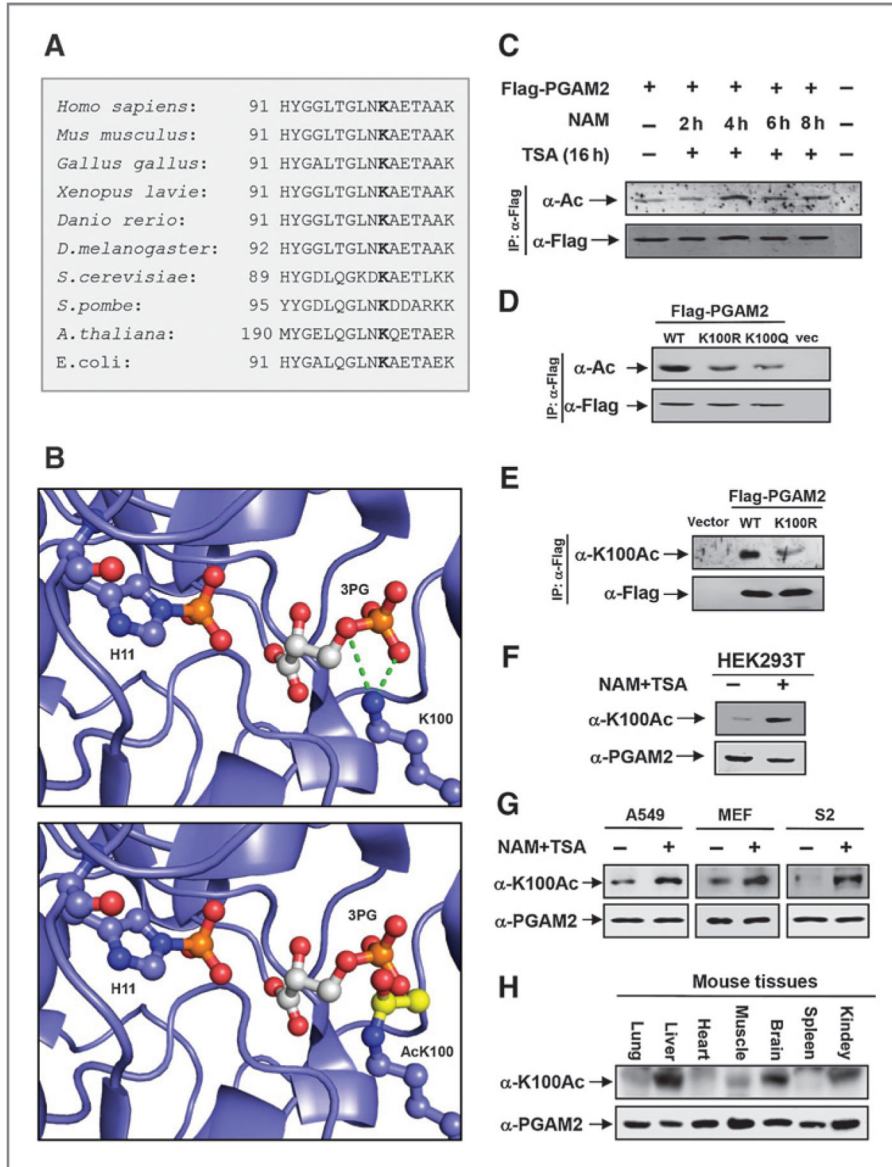 A
Homo sapiens: 91 HYGGLTGLNKAETAAK
Mus musculus: 91 HYGGLTGLNKAETAAK
Gallus gallus: 91 HYGALTGLNKAETAAK
Xenopus lavie: 91 HYGGLTGLNKAETAAK
Danio rerio: 91 HYGGLTGLNKAETAAK
D.melanogaster: 92 HYGGLTGLNKAETAAK
S.cerevisiae: 89 HYGDLQGKDKAETLKK
S.pombe: 95 YYGDLQGLNKDDARKK
A.thaliana: 190 MYGELQGLNKQETAER
E.coli: 91 HYGALQGLNKAETAEK
B
3PG
H11
K100
3PG
H11
AcK100
C
Flag-PGAM2 + + + + + –
NAM – 2 h 4 h 6 h 8 h –
TSA (16 h) – + + + + –
IP: α-Flag
α-Ac
α-Flag
D
Flag-PGAM2
WT K100R K100Q vec
IP: α-Flag
α-Ac
α-Flag
E
Flag-PGAM2
Vector WT K100R
IP: α-Flag
α-K100Ac
α-Flag
F
HEK293T
NAM+TSA – +
α-K100Ac
α-PGAM2
G
A549 MEF S2
NAM+TSA – + – + – +
α-K100Ac
α-PGAM2
H
Mouse tissues
Lung Liver Heart Muscle Brain Spleen Kindey
α-K100Ac
α-PGAM2